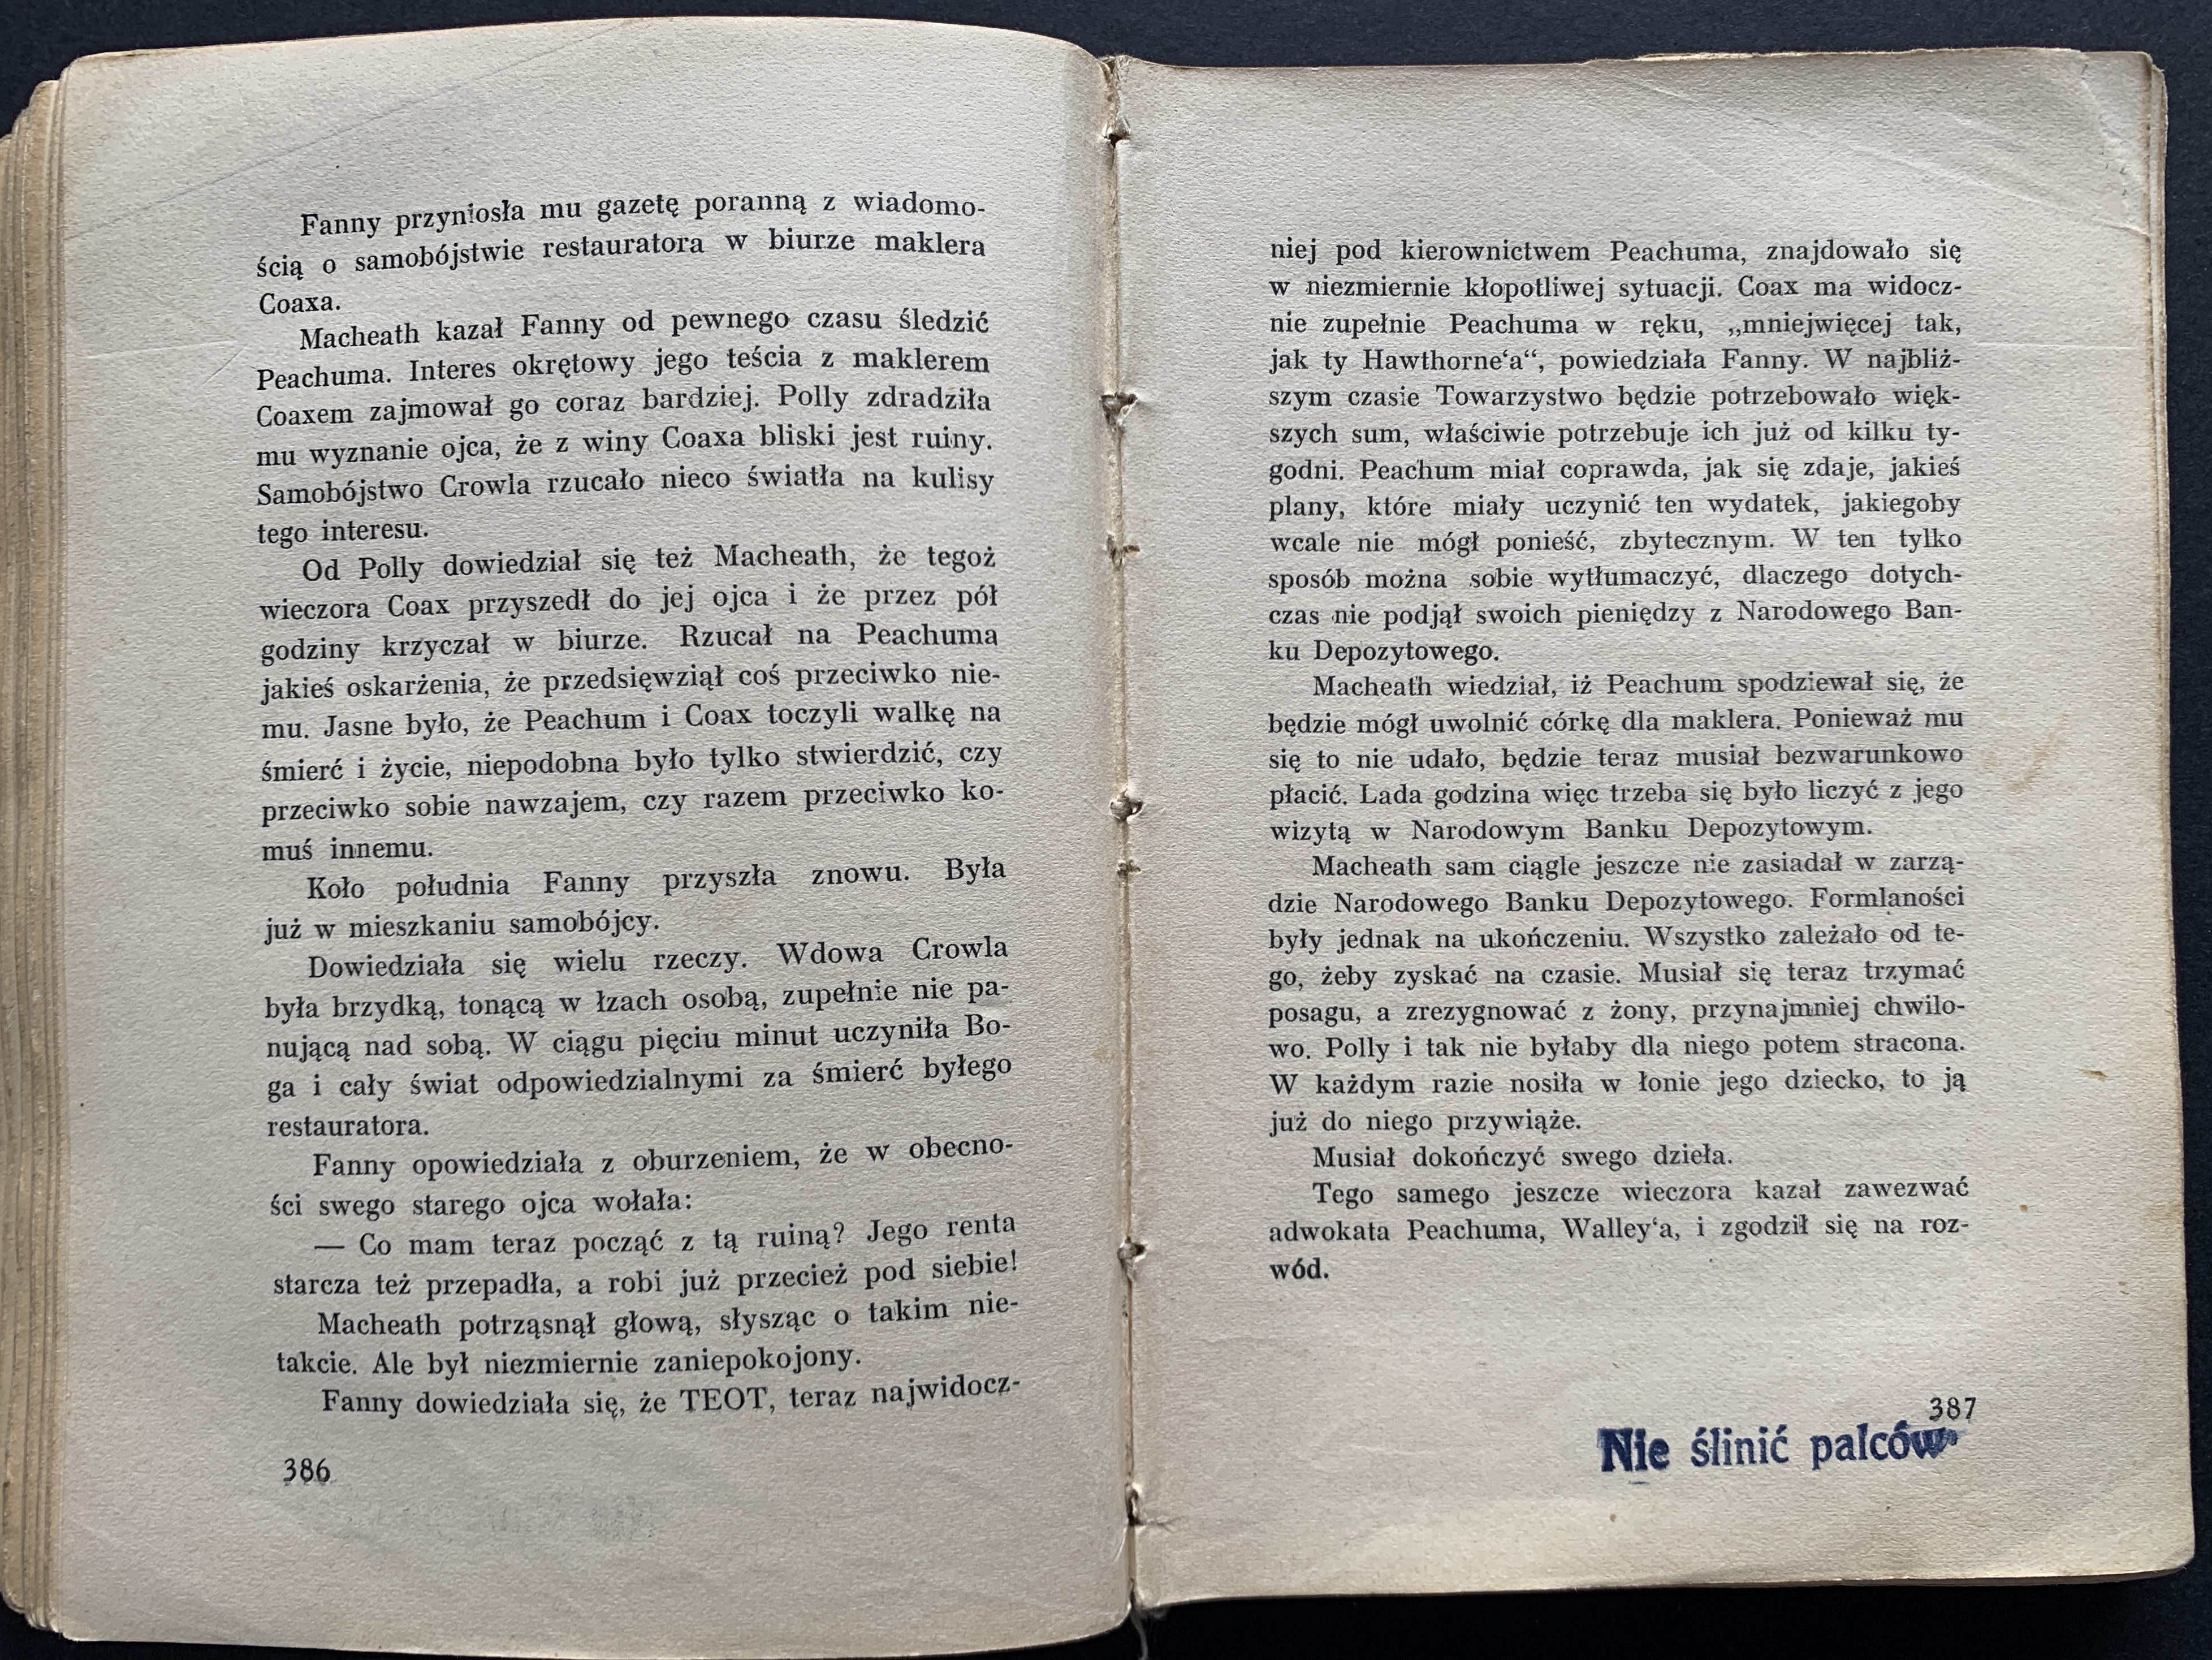 Fanny przyniosła mu gazetę poranną z wiadomo-
ścią o samobójstwie restauratora w biurze maklera
Coaxa.
Macheath kazał Fanny od pewnego czasu śledzić
Peachuma. Interes okrętowy jego teścia z maklerem
Coaxem zajmował go coraz bardziej. Polly zdradziła
mu wyznanie ojca, że z winy Coaxa bliski jest ruiny.
Samobójstwo Crowla rzucało nieco światła na kulisy
tego interesu.
Od Polly dowiedział się też Macheath, że tegoż
wieczora Coax przyszedł do jej ojca i że przez pół
godziny krzyczał w biurze. Rzucał na Peachuma
jakieś oskarżenia, że przedsięwziął coś przeciwko nie-
mu. Jasne było, że Peachum i Coax toczyli walkę na
śmierć i życie, niepodobna było tylko stwierdzić, czy
przeciwko sobie nawzajem, czy razem przeciwko ko-
muś innemu.
Koło południa Fanny przyszła znowu. Była
już w mieszkaniu samobójcy.
Dowiedziała się wielu rzeczy. Wdowa Crowla
była brzydką, tonącą w łzach osobą, zupełnie nie pa-
nującą nad sobą. W ciągu pięciu minut uczyniła Bo-
ga i cały świat odpowiedzialnymi za śmierć byłego
restauratora.
Fanny opowiedziała z oburzeniem, że w obecno-
ści swego starego ojca wołała:
— Co mam teraz począć z tą ruiną? Jego renta
starcza też przepadła, a robi już przecież pod siebie!
Macheath potrząsnął głową, słysząc o takim nie-
takcie. Ale był niezmiernie zaniepokojony.
Fanny dowiedziała się, że TEOT, teraz najwidocz-
386
niej pod kierownictwem Peachuma, znajdowało się
w niezmiernie kłopotliwej sytuacji. Coax ma widocz-
nie zupełnie Peachuma w ręku, „mniejwięcej tak,
jak ty Hawthorne‘a“, powiedziała Fanny. W najbliż-
szym czasie Towarzystwo będzie potrzebowało więk-
szych sum, właściwie potrzebuje ich już od kilku ty-
godni. Peachum miał coprawda, jak się zdaje, jakieś
plany, które miały uczynić ten wydatek, jakiegoby
wcale nie mógł ponieść, zbytecznym. W ten tylko
sposób można sobie wytłumaczyć, dlaczego dotych-
czas nie podjął swoich pieniędzy z Narodowego Ban-
ku Depozytowego.
Macheath wiedział, iż Peachum spodziewał się, że
będzie mógł uwolnić córkę dla maklera. Ponieważ mu
się to nie udało, będzie teraz musiał bezwarunkowo
płacić. Lada godzina więc trzeba się było liczyć z jego
wizytą w Narodowym Banku Depozytowym.
Macheath sam ciągle jeszcze nie zasiadał w zarzą-
dzie Narodowego Banku Depozytowego. Formlaności
były jednak na ukończeniu. Wszystko zależało od te-
go, żeby zyskać na czasie. Musiał się teraz trzymać
posagu, a zrezygnować z żony, przynajmniej chwilo-
wo. Polly i tak nie byłaby dla niego potem stracona.
W każdym razie nosiła w łonie jego dziecko, to ją
już do niego przywiąże.
Musiał dokończyć swego dzieła.
Tego samego jeszcze wieczora kazał zawezwać
adwokata Peachuma, Walley‘a, i zgodził się na roz-
wód.
387
Nie ślinić palców